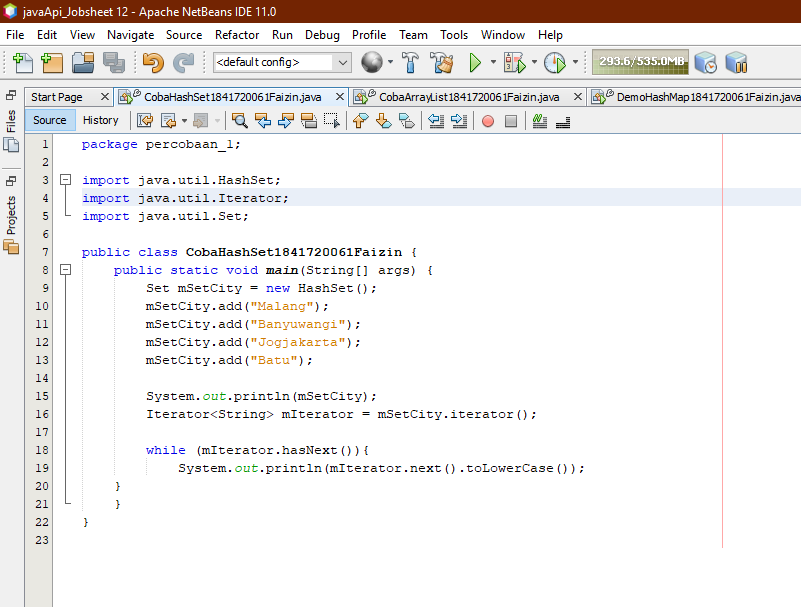 javaApi_Jobsheet 12 - Apache NetBeans IDE 11.0
File Edit View Navigate Source Refactor Run Debug Profile Team Tools Window Help
<default config> 293.6/535.0MB
Start Page CobaHashSet1841720061Faizin.java CobaArrayList1841720061Faizin.java DemoHashMap1841720061Faizin.java
Source History
Files
Projects
1 package percobaan_1;
2
3 import java.util.HashSet;
4 import java.util.Iterator;
5 import java.util.Set;
6
7 public class CobaHashSet1841720061Faizin {
8 public static void main(String[] args) {
9 Set mSetCity = new HashSet();
10 mSetCity.add("Malang");
11 mSetCity.add("Banyuwangi");
12 mSetCity.add("Jogjakarta");
13 mSetCity.add("Batu");
14
15 System.out.println(mSetCity);
16 Iterator<String> mIterator = mSetCity.iterator();
17
18 while (mIterator.hasNext()){
19 System.out.println(mIterator.next().toLowerCase());
20 }
21 }
22 }
23